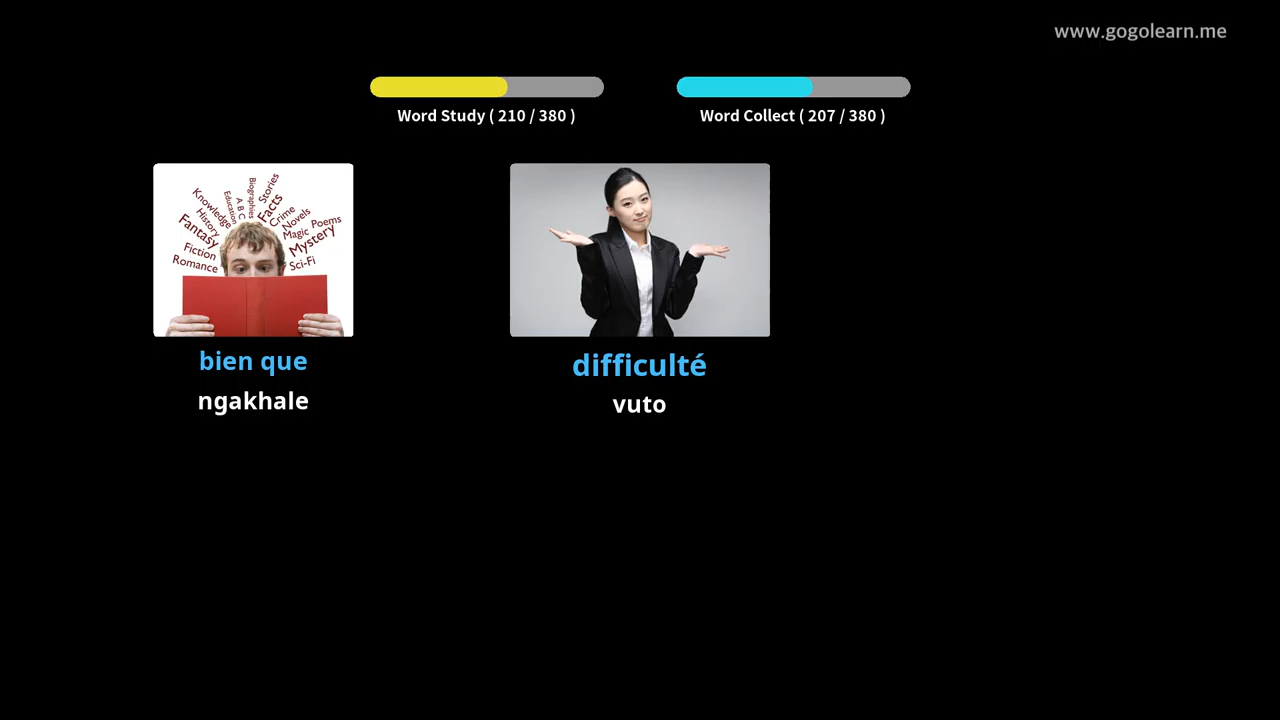 www.gogolearn.me
Word Study ( 210 / 380 )
Word Collect ( 207 / 380 )
Stories
Biographies
A B C
Education
Facts
Knowledge
Crime
Novels
History
Poems
Magic
Fantasy
Mystery
Fiction
Sci-Fi
Romance
bien que
ngakhale
difficulté
vuto